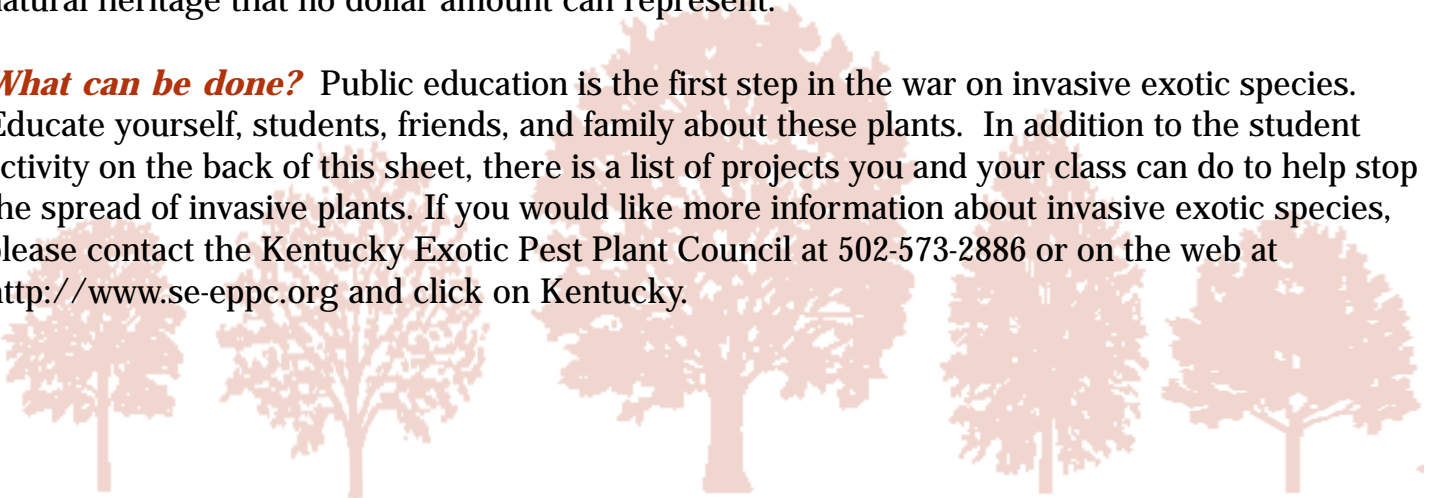 natural heritage that no dollar amount can represent.
What can be done? Public education is the first step in the war on invasive exotic species.
Educate yourself, students, friends, and family about these plants. In addition to the student
activity on the back of this sheet, there is a list of projects you and your class can do to help stop
the spread of invasive plants. If you would like more information about invasive exotic species,
please contact the Kentucky Exotic Pest Plant Council at 502-573-2886 or on the web at
http://www.se-eppc.org and click on Kentucky.